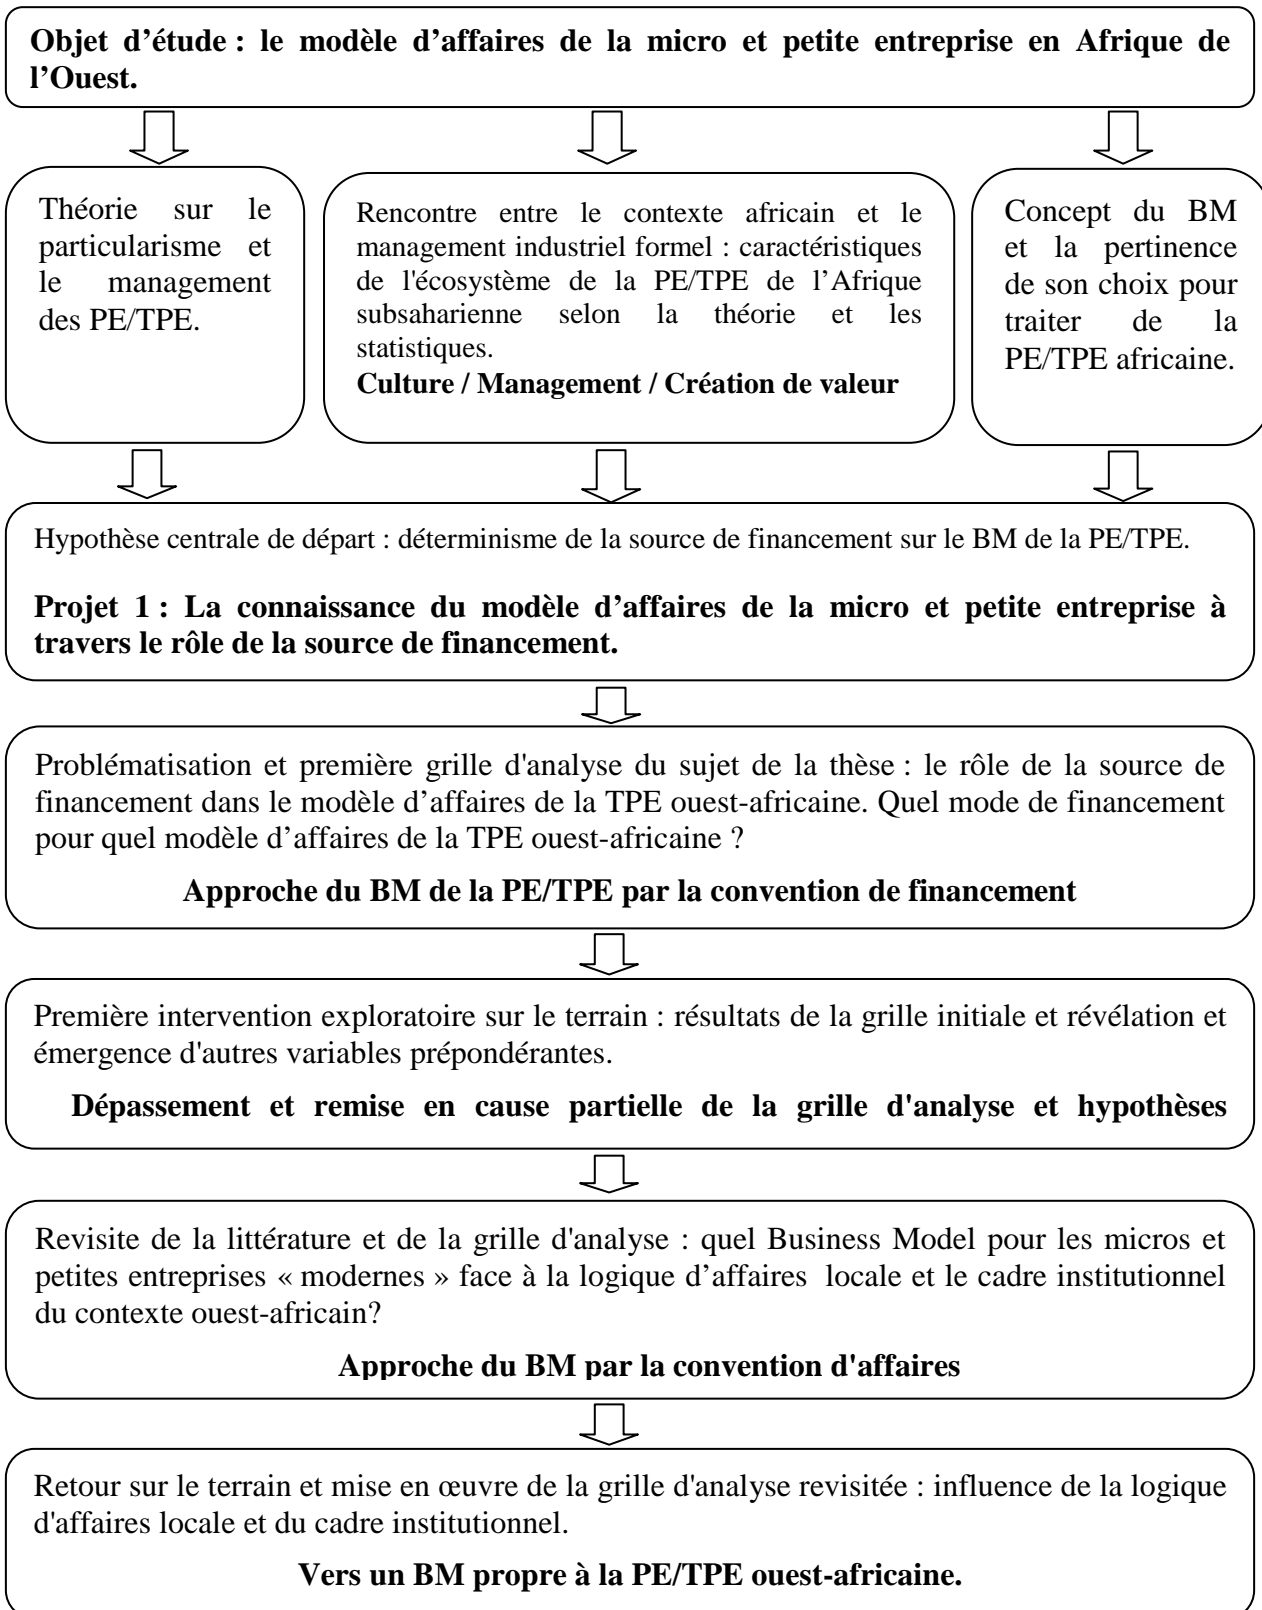 Objet d'étude : le modèle d'affaires de la micro et petite entreprise en Afrique de
l'Ouest.
Théorie sur le
particularisme et
le management
des PE/TPE.
Rencontre entre le contexte africain et le
management industriel formel : caractéristiques
de l'écosystème de la PE/TPE de l'Afrique
subsaharienne selon la théorie et les
statistiques.
Culture / Management / Création de valeur
Concept du BM
et la pertinence
de son choix pour
traiter de la
PE/TPE africaine.
Hypothèse centrale de départ : déterminisme de la source de financement sur le BM de la PE/TPE.
Projet 1 : La connaissance du modèle d'affaires de la micro et petite entreprise à
travers le rôle de la source de financement.
Problématisation et première grille d'analyse du sujet de la thèse : le rôle de la source de
financement dans le modèle d'affaires de la TPE ouest-africaine. Quel mode de financement
pour quel modèle d'affaires de la TPE ouest-africaine ?
Approche du BM de la PE/TPE par la convention de financement
Première intervention exploratoire sur le terrain : résultats de la grille initiale et révélation et
émergence d'autres variables prépondérantes.
Dépassement et remise en cause partielle de la grille d'analyse et hypothèses
Revisite de la littérature et de la grille d'analyse : quel Business Model pour les micros et
petites entreprises « modernes » face à la logique d'affaires locale et le cadre institutionnel
du contexte ouest-africain?
Approche du BM par la convention d'affaires
Retour sur le terrain et mise en œuvre de la grille d'analyse revisitée : influence de la logique
d'affaires locale et du cadre institutionnel.
Vers un BM propre à la PE/TPE ouest-africaine.